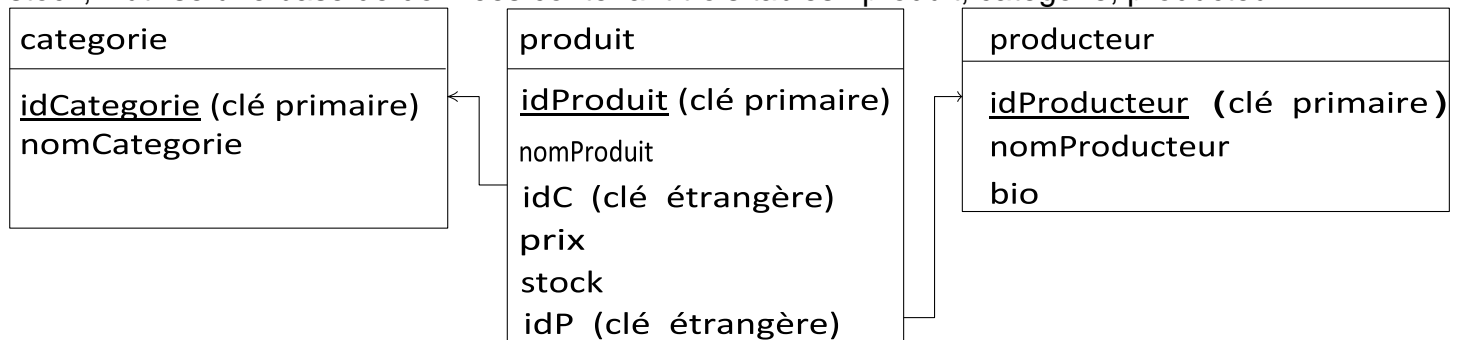 categorie
idCategorie (clé primaire)
nomCategorie
produit
idProduit (clé primaire)
nomProduit
idC (clé étrangère)
prix
stock
idP (clé étrangère)
producteur
idProducteur (clé primaire)
nomProducteur
bio